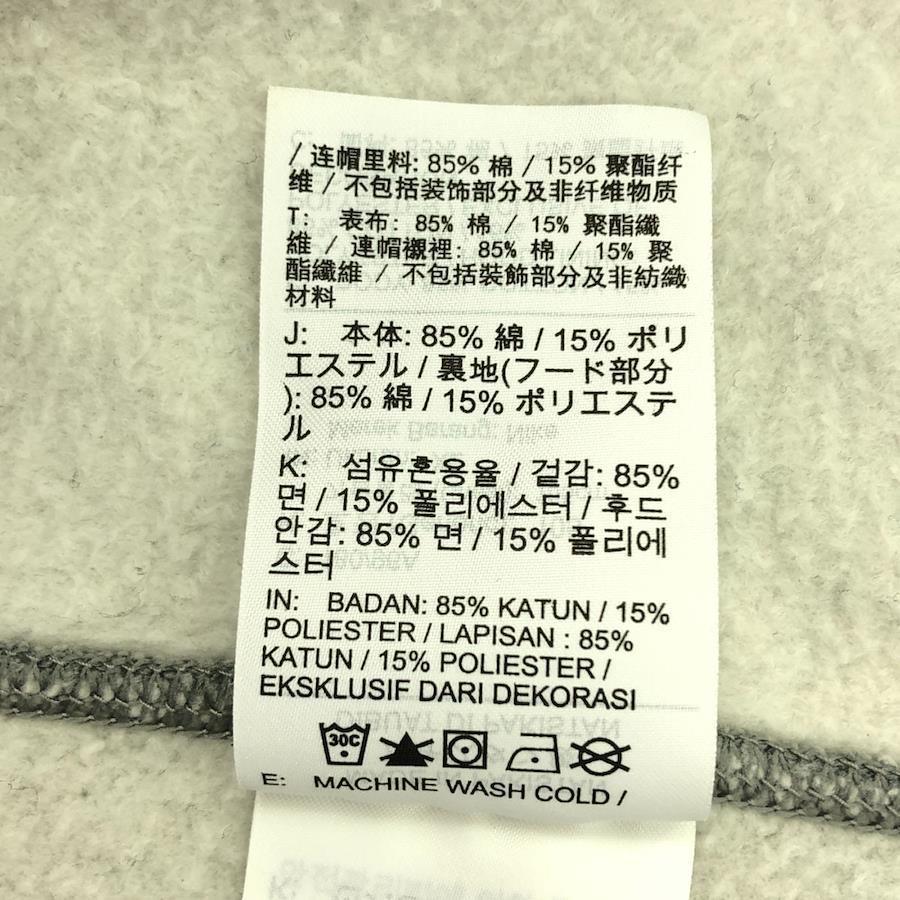 / 连帽里料: 85% 棉 / 15% 聚酯纤
维 / 不包括装饰部分及非纤维物质
T: 表布: 85% 棉 / 15% 聚酯纖
維 / 連帽襯裡: 85% 棉 / 15% 聚
酯纖維 / 不包括裝飾部分及非紡織
材料
J: 本体: 85% 綿 / 15% ポリ
エステル / 裏地(フード部分
): 85% 綿 / 15% ポリエステ
ル
K: 섬유혼용율 / 겉감: 85%
면 / 15% 폴리에스터 / 후드
안감: 85% 면 / 15% 폴리에
스터
IN: BADAN: 85% KATUN / 15%
POLIESTER / LAPISAN : 85%
KATUN / 15% POLIESTER /
EKSKLUSIF DARI DEKORASI
30C
E: MACHINE WASH COLD /